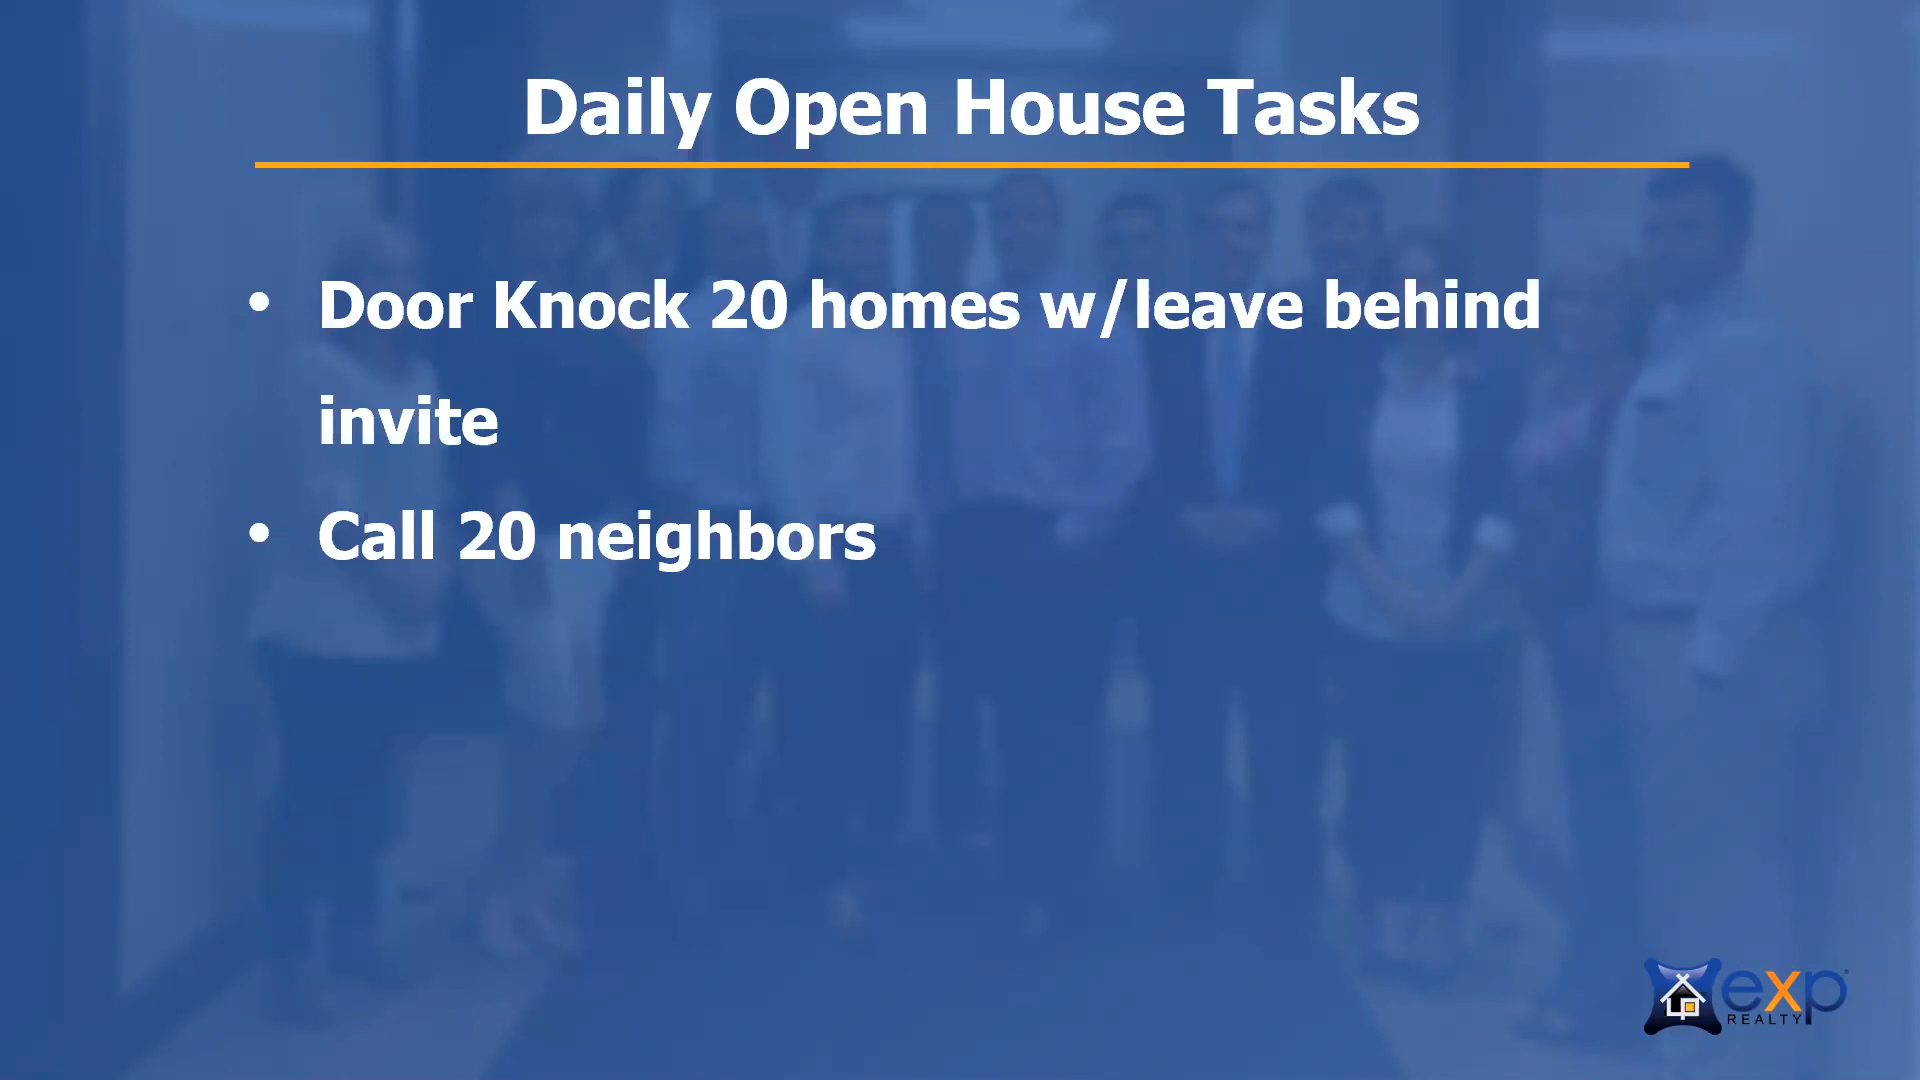 Daily Open House Tasks
• Door Knock 20 homes w/leave behind
invite
• Call 20 neighbors
exp
REALTY